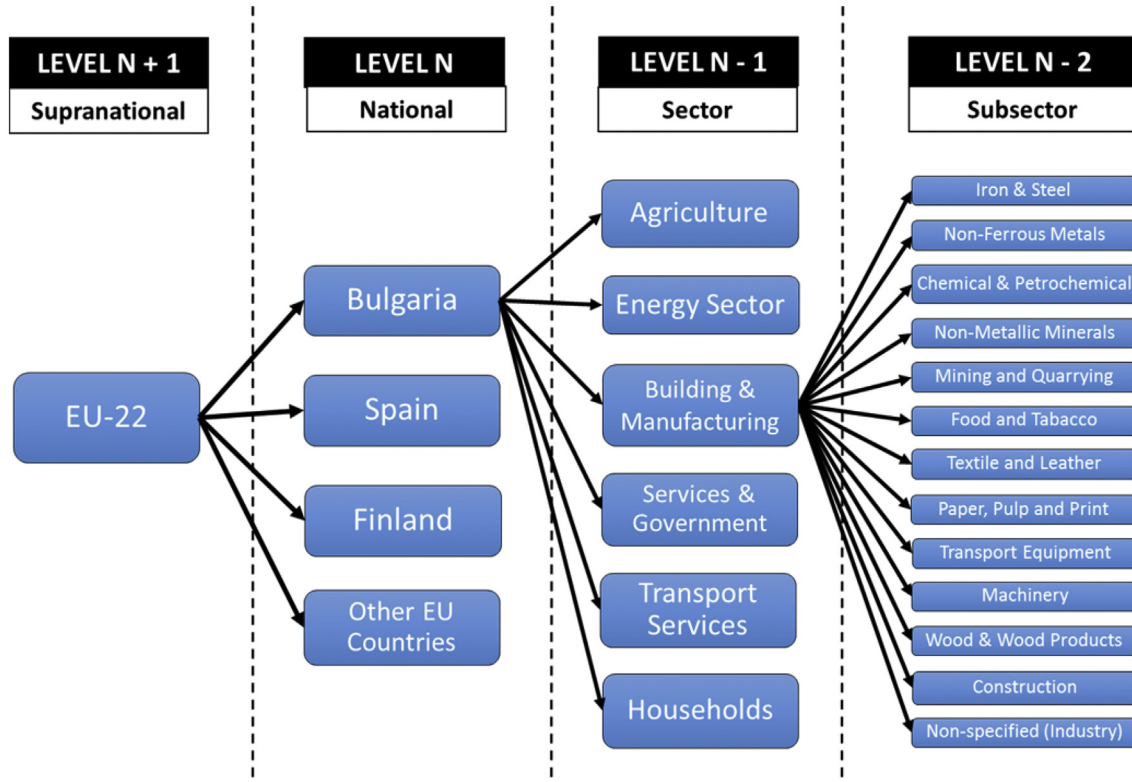 LEVEL N + 1
Supranational
LEVEL N
National
LEVEL N - 1
Sector
LEVEL N - 2
Subsector
EU-22
Bulgaria
Spain
Finland
Other EU
Countries
Agriculture
Energy Sector
Building &
Manufacturing
Services &
Government
Transport
Services
Households
Iron & Steel
Non-Ferrous Metals
Chemical & Petrochemical
Non-Metallic Minerals
Mining and Quarrying
Food and Tabacco
Textile and Leather
Paper, Pulp and Print
Transport Equipment
Machinery
Wood & Wood Products
Construction
Non-specified (Industry)